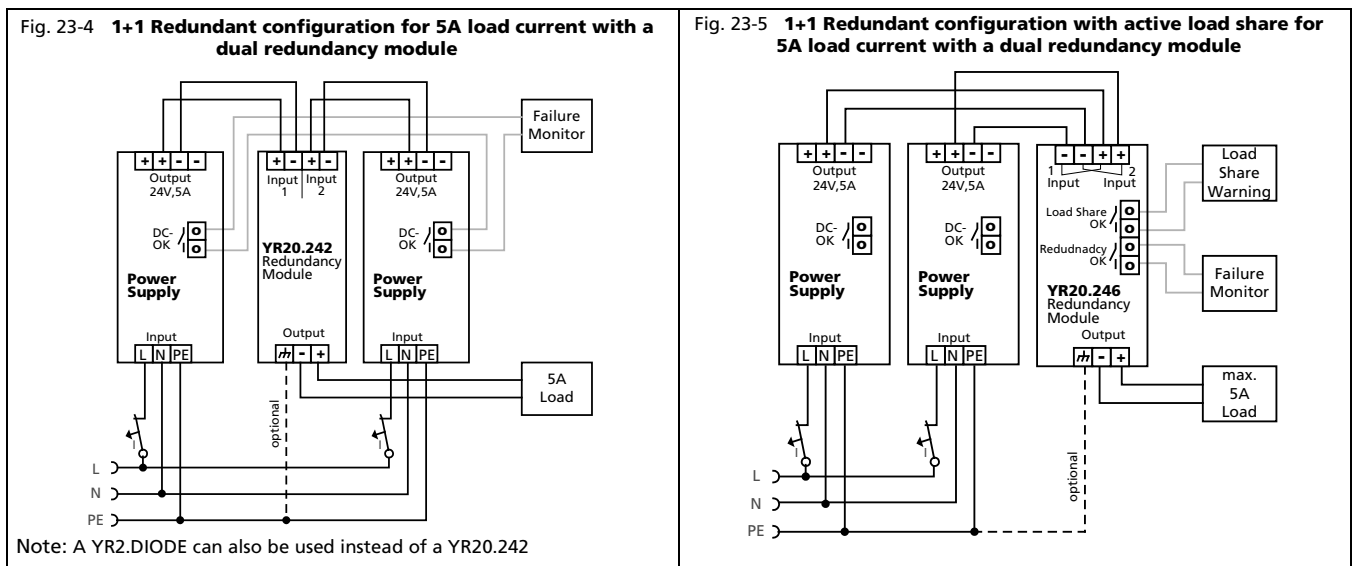 Fig. 23-4 1+1 Redundant configuration for 5A load current with a
dual redundancy module
Failure
Monitor
+ + - -
Output
24V,5A
DC-
OK
Power
Supply
Input
L N PE
+ - + -
Input Input
1 2
YR20.242
Redundancy
Module
Output
- +
+ + - -
Output
24V,5A
DC-
OK
Power
Supply
Input
L N PE
5A
Load
optional
I
I
L
N
PE
Note: A YR2.DIODE can also be used instead of a YR20.242
Fig. 23-5 1+1 Redundant configuration with active load share for
5A load current with a dual redundancy module
+ + - -
Output
24V,5A
DC-
OK
Power
Supply
Input
L N PE
+ + - -
Output
24V,5A
DC-
OK
Power
Supply
Input
L N PE
- - + +
1 2
Input Input
Load Share
OK
Redudnadcy
OK
YR20.246
Redundancy
Module
Output
- +
Load
Share
Warning
Failure
Monitor
max.
5A
Load
optional
I
I
L
N
PE